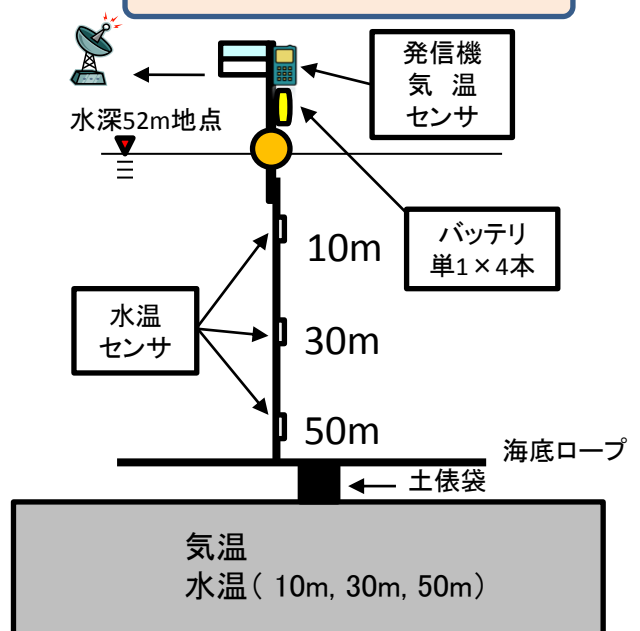 発信機
気 温
センサ
水深52m地点
10m
バッテリ
単1×4本
水温
センサ
30m
50m
海底ロープ
土俵袋
気温
水温( 10m, 30m, 50m)